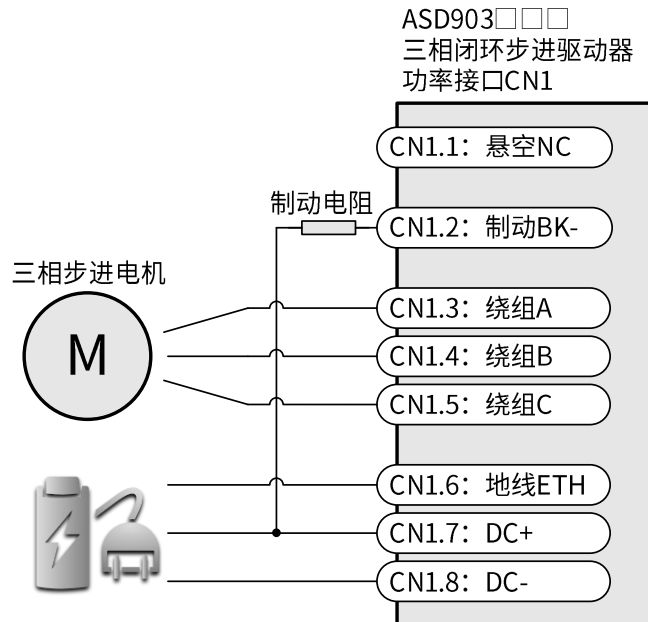 ASD903□□□
三相闭环步进驱动器
功率接口CN1
CN1.1：悬空NC
制动电阻
CN1.2：制动BK-
三相步进电机
M
CN1.3：绕组A
CN1.4：绕组B
CN1.5：绕组C
CN1.6：地线ETH
CN1.7：DC+
CN1.8：DC-